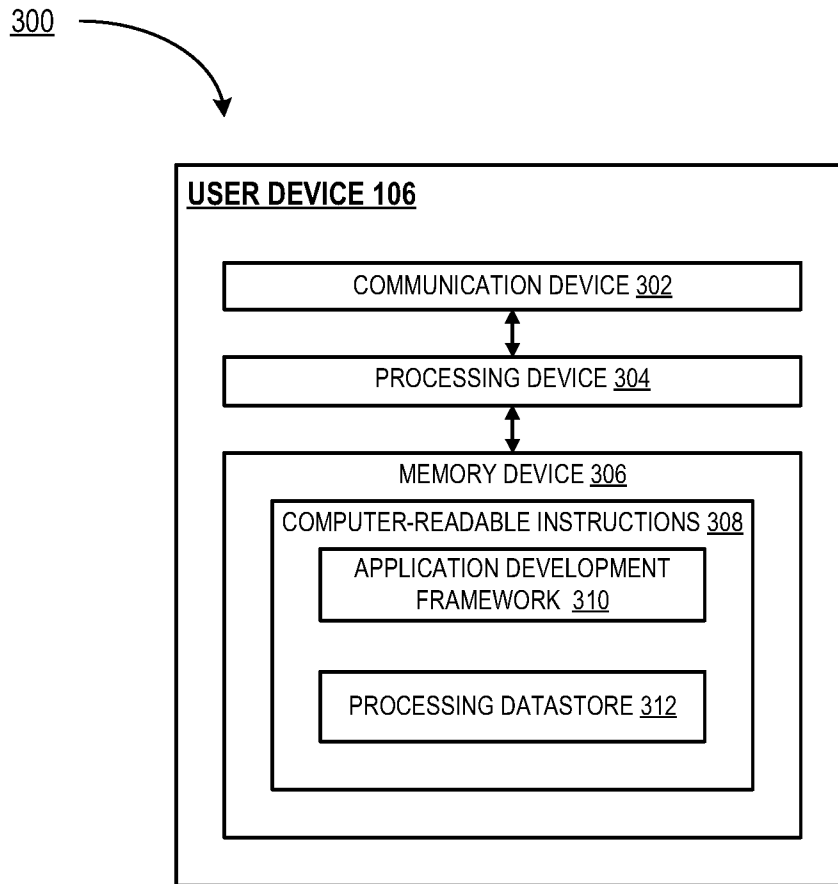 300
USER DEVICE 106
COMMUNICATION DEVICE 302
PROCESSING DEVICE 304
MEMORY DEVICE 306
COMPUTER-READABLE INSTRUCTIONS 308
APPLICATION DEVELOPMENT
FRAMEWORK 310
PROCESSING DATASTORE 312